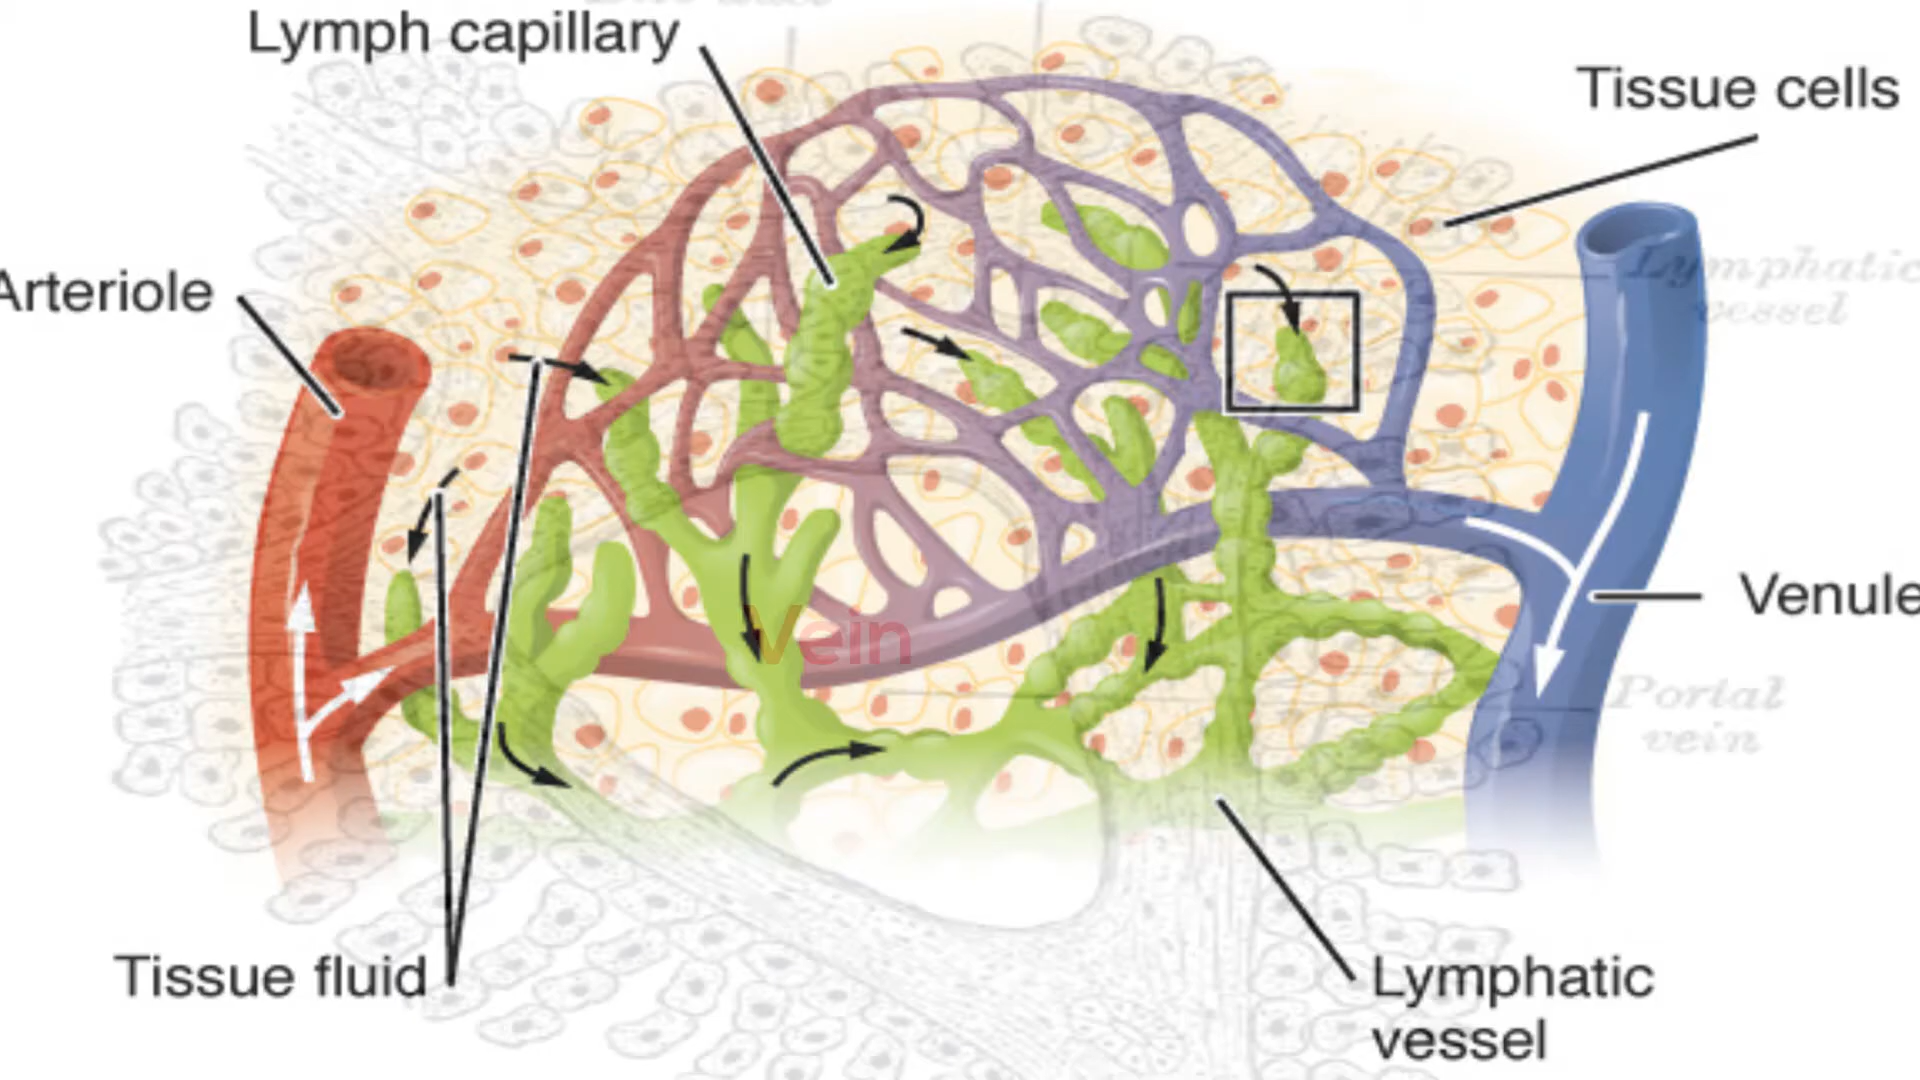 Lymph capillary
Tissue cells
Arteriole
Lymphatic
vessel
Venule
Vein
Portal
vein
Tissue fluid
Lymphatic
vessel